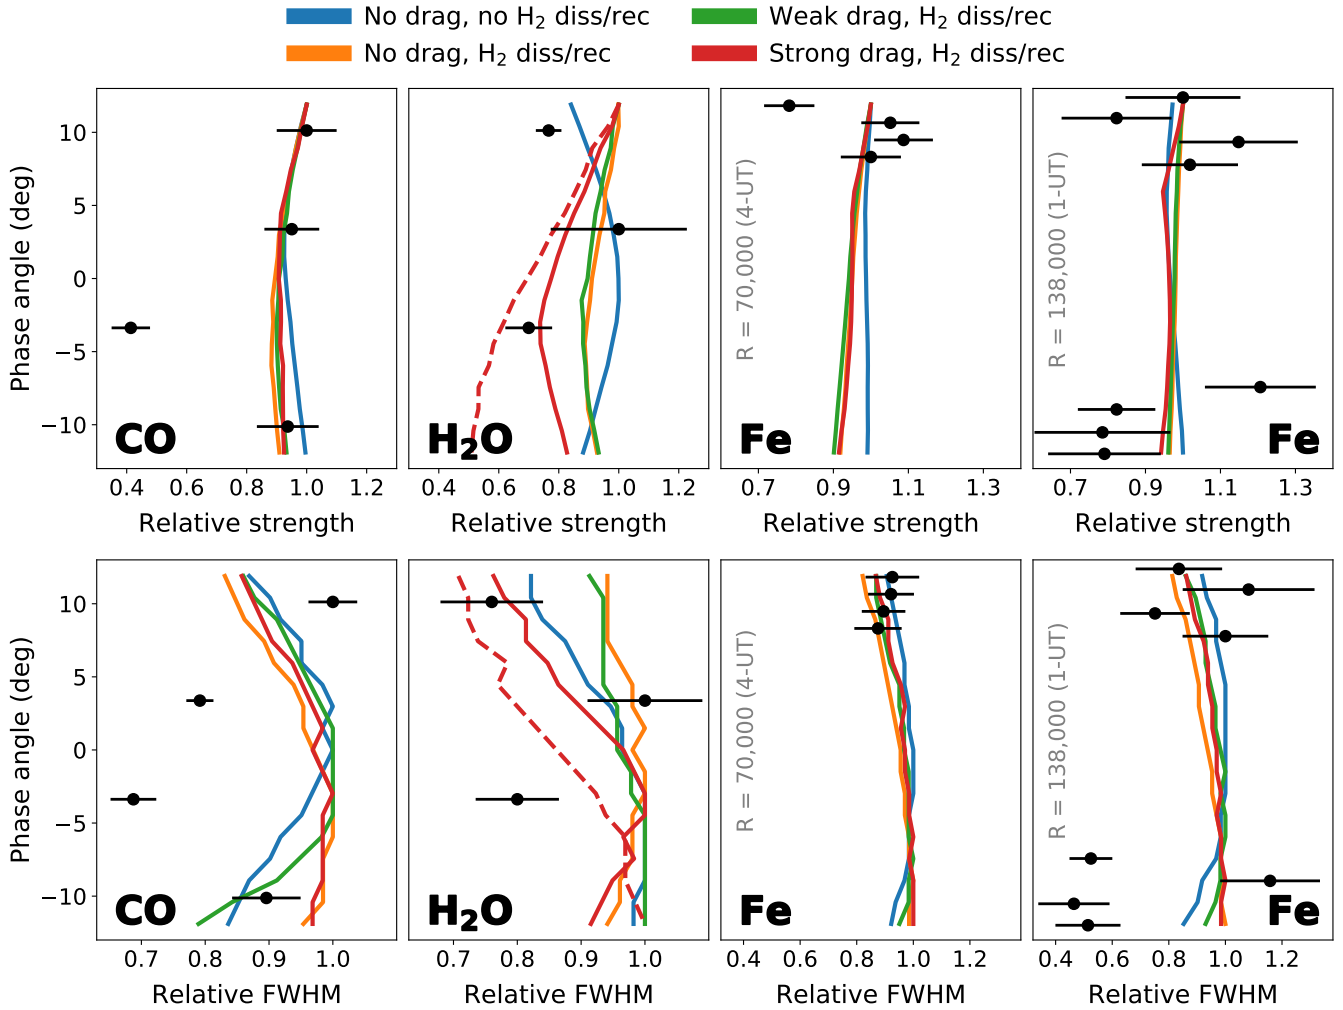 No drag, no H₂ diss/rec
No drag, H₂ diss/rec
Weak drag, H₂ diss/rec
Strong drag, H₂ diss/rec
Phase angle (deg)
10
5
0
−5
−10
CO
0.4 0.6 0.8 1.0 1.2
Relative strength
H₂O
0.4 0.6 0.8 1.0 1.2
Relative strength
R = 70,000 (4-UT)
Fe
0.7 0.9 1.1 1.3
Relative strength
R = 138,000 (1-UT)
Fe
0.7 0.9 1.1 1.3
Relative strength
Phase angle (deg)
10
5
0
−5
−10
CO
0.7 0.8 0.9 1.0
Relative FWHM
H₂O
0.7 0.8 0.9 1.0
Relative FWHM
R = 70,000 (4-UT)
Fe
0.4 0.6 0.8 1.0 1.2
Relative FWHM
R = 138,000 (1-UT)
Fe
0.4 0.6 0.8 1.0 1.2
Relative FWHM